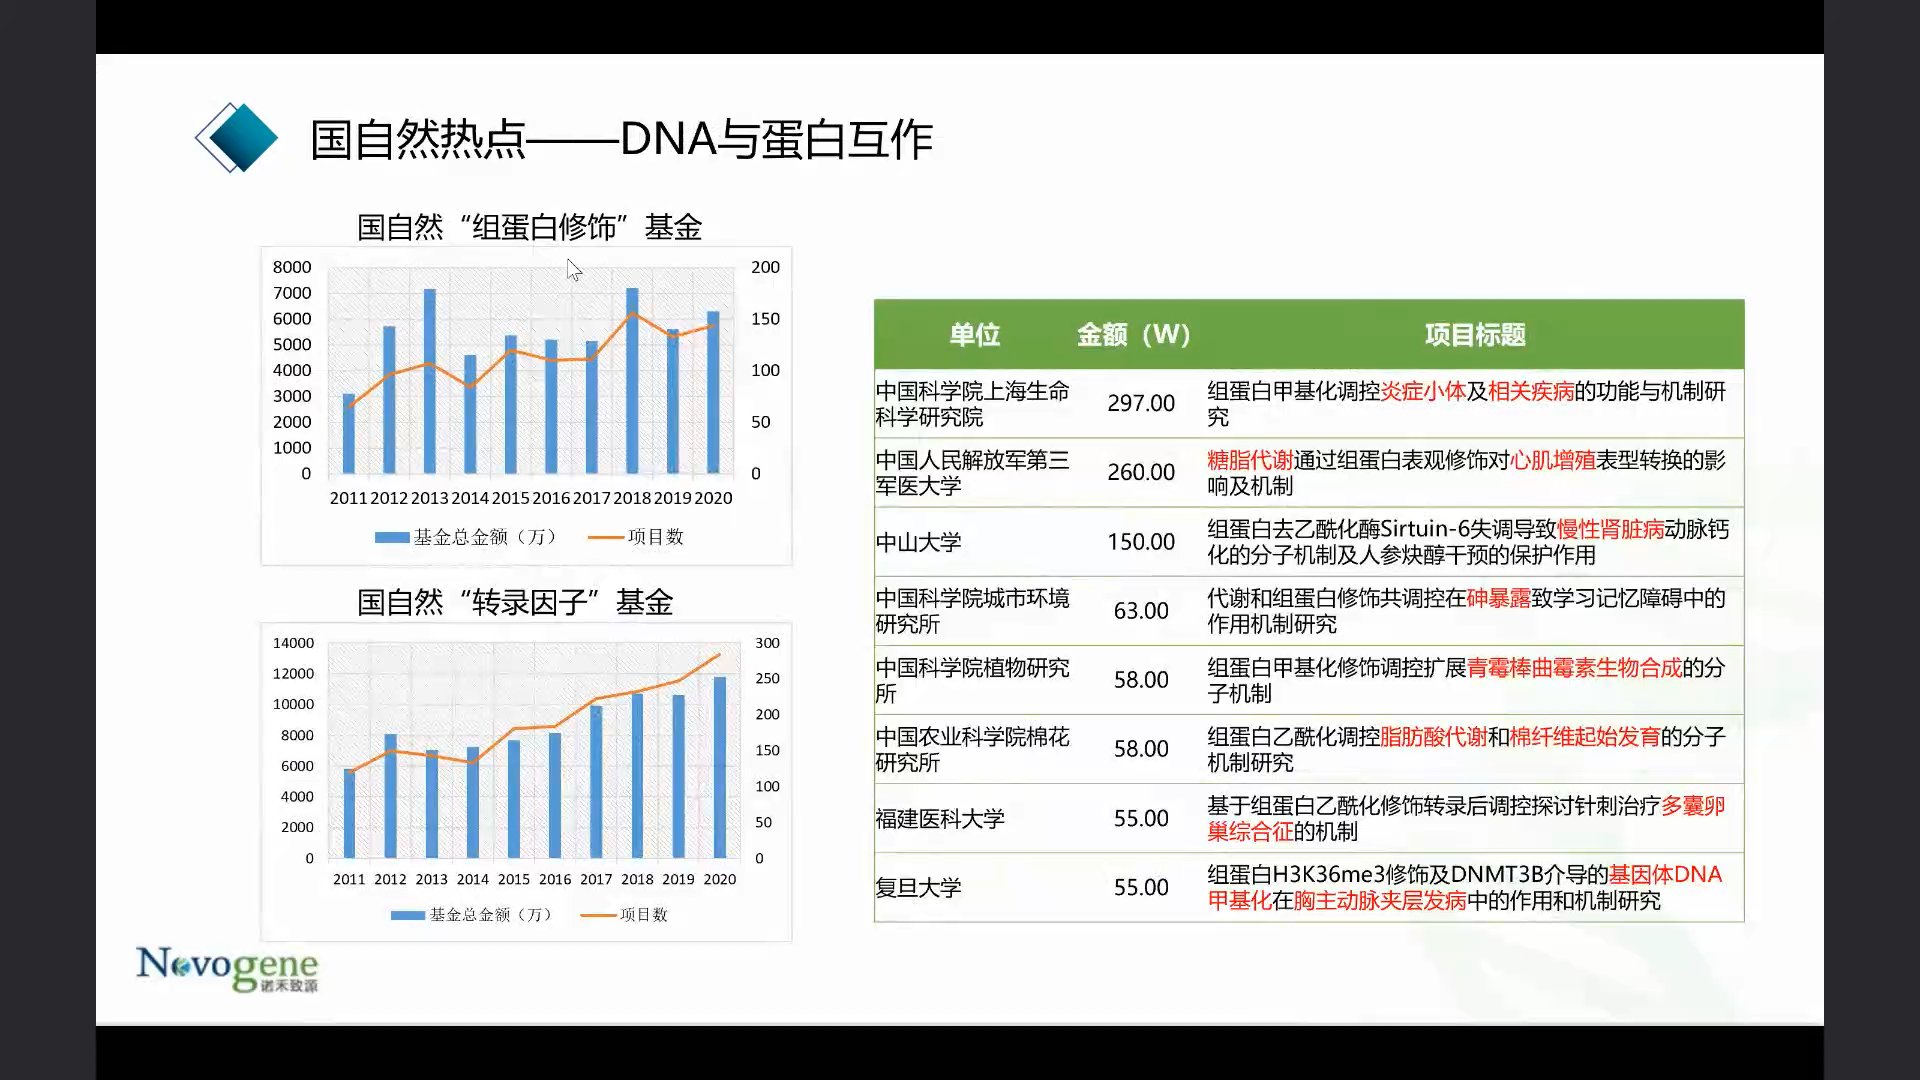 国自然热点——DNA与蛋白互作
国自然“组蛋白修饰”基金
8000
7000
6000
5000
4000
3000
2000
1000
0
200
150
100
50
0
2011 2012 2013 2014 2015 2016 2017 2018 2019 2020
基金总金额（万） 项目数
国自然“转录因子”基金
14000
12000
10000
8000
6000
4000
2000
0
300
250
200
150
100
50
0
2011 2012 2013 2014 2015 2016 2017 2018 2019 2020
基金总金额（万） 项目数
单位 金额（W） 项目标题
中国科学院上海生命
科学研究院
297.00
组蛋白甲基化调控炎症小体及相关疾病的功能与机制研
究
中国人民解放军第三
军医大学
260.00
糖脂代谢通过组蛋白表观修饰对心肌增殖表型转换的影
响及机制
中山大学
150.00
组蛋白去乙酰化酶Sirtuin-6失调导致慢性肾脏病动脉钙
化的分子机制及人参炔醇干预的保护作用
中国科学院城市环境
研究所
63.00
代谢和组蛋白修饰共调控在砷暴露致学习记忆障碍中的
作用机制研究
中国科学院植物研究
所
58.00
组蛋白甲基化修饰调控扩展青霉棒曲霉素生物合成的分
子机制
中国农业科学院棉花
研究所
58.00
组蛋白乙酰化调控脂肪酸代谢和棉纤维起始发育的分子
机制研究
福建医科大学
55.00
基于组蛋白乙酰化修饰转录后调控探讨针刺治疗多囊卵
巢综合征的机制
复旦大学
55.00
组蛋白H3K36me3修饰及DNMT3B介导的基因体DNA
甲基化在胸主动脉夹层发病中的作用和机制研究
Novogene
诺禾致源